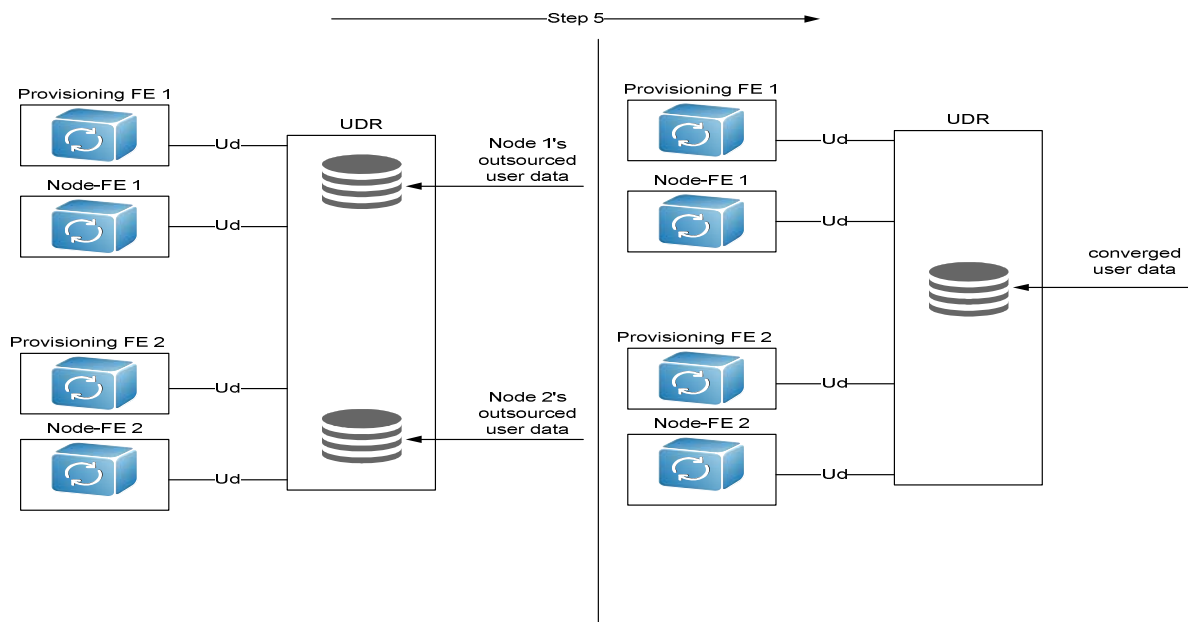 Step 5
Provisioning FE 1
Ud
Node-FE 1
Ud
UDR
Node 1's
outsourced
user data
Provisioning FE 2
Ud
Node-FE 2
Ud
Node 2's
outsourced
user data
Provisioning FE 1
Ud
Node-FE 1
Ud
UDR
converged
user data
Provisioning FE 2
Ud
Node-FE 2
Ud